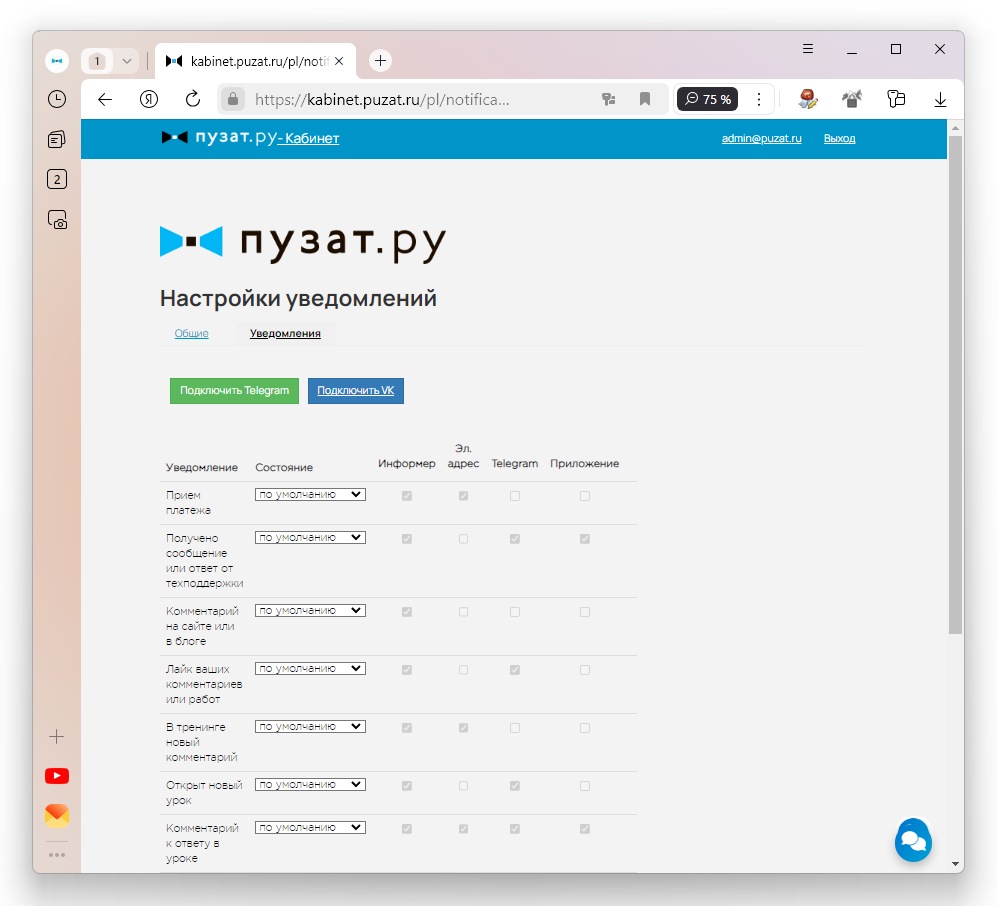 1
kabinet.puzat.ru/pl/notif
https://kabinet.puzat.ru/pl/notifica...
75 %
2
пузат.ру - Кабинет
admin@puzat.ru
Выход
пузат.ру
Настройки уведомлений
Общие
Уведомления
Подключить Telegram
Подключить VK
Уведомление
Состояние
Информер
Эл.
адрес
Telegram
Приложение
Прием
платежа
по умолчанию
Получено
сообщение
или ответ от
техподдержки
по умолчанию
Комментарий
на сайте или
в блоге
по умолчанию
Лайк ваших
комментариев
или работ
по умолчанию
В тренинге
новый
комментарий
по умолчанию
Открыт новый
урок
по умолчанию
Комментарий
к ответу в
уроке
по умолчанию